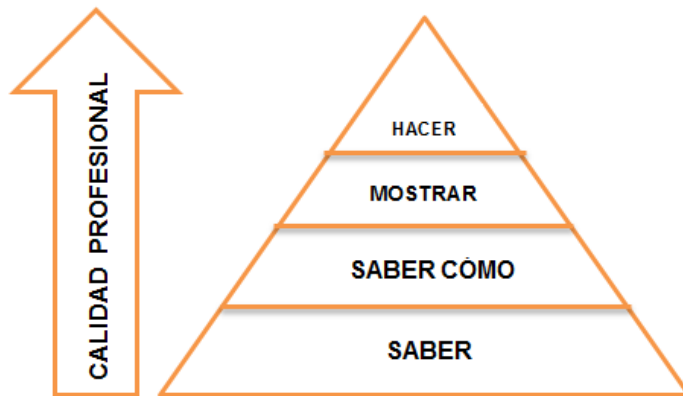 CALIDAD PROFESIONAL
HACER
MOSTRAR
SABER CÓMO
SABER